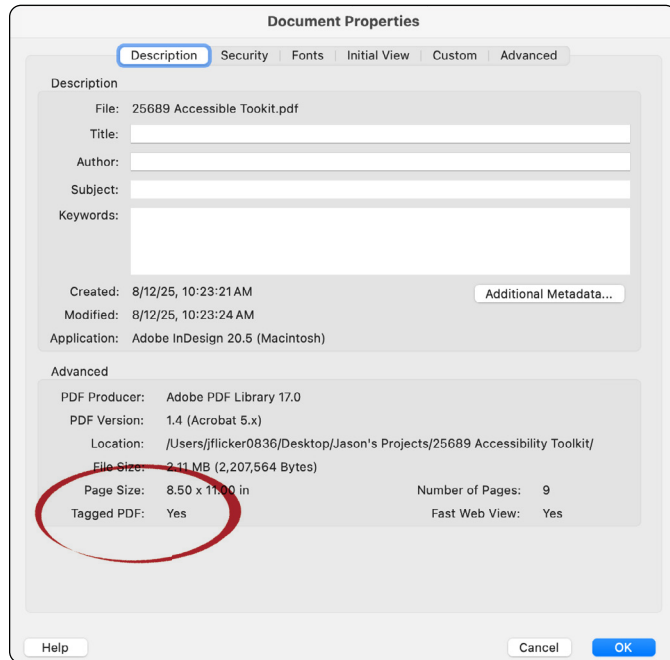 Document Properties
Description Security Fonts Initial View Custom Advanced
Description
File: 25689 Accessible Tookit.pdf
Title:
Author:
Subject:
Keywords:
Created: 8/12/25, 10:23:21 AM
Additional Metadata...
Modified: 8/12/25, 10:23:24 AM
Application: Adobe InDesign 20.5 (Macintosh)
Advanced
PDF Producer: Adobe PDF Library 17.0
PDF Version: 1.4 (Acrobat 5.x)
Location: /Users/jflicker0836/Desktop/Jason's Projects/25689 Accessibility Toolkit/
File Size: 2.11 MB (2,207,564 Bytes)
Page Size: 8.50 x 11.00 in Number of Pages: 9
Tagged PDF: Yes Fast Web View: Yes
Help Cancel OK